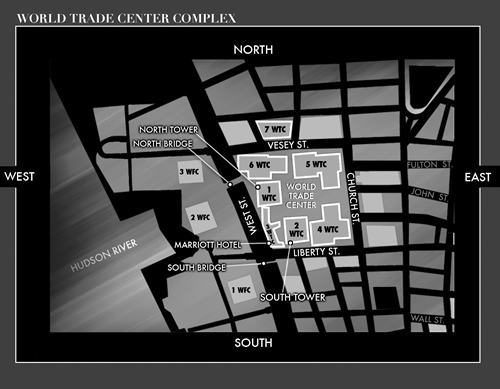 WORLD TRADE CENTER COMPLEX
NORTH
NORTH TOWER
NORTH BRIDGE
7 WTC
VESEY ST.
6 WTC
5 WTC
FULTON ST.
3 WFC
WEST
EAST
1
WTC
WORLD
TRADE
CENTER
CHURCH ST.
JOHN ST.
2 WFC
WEST ST.
2
WTC
4 WTC
MARRIOTT HOTEL
LIBERTY ST.
HUDSON RIVER
SOUTH BRIDGE
1 WFC
SOUTH TOWER
WALL ST.
SOUTH